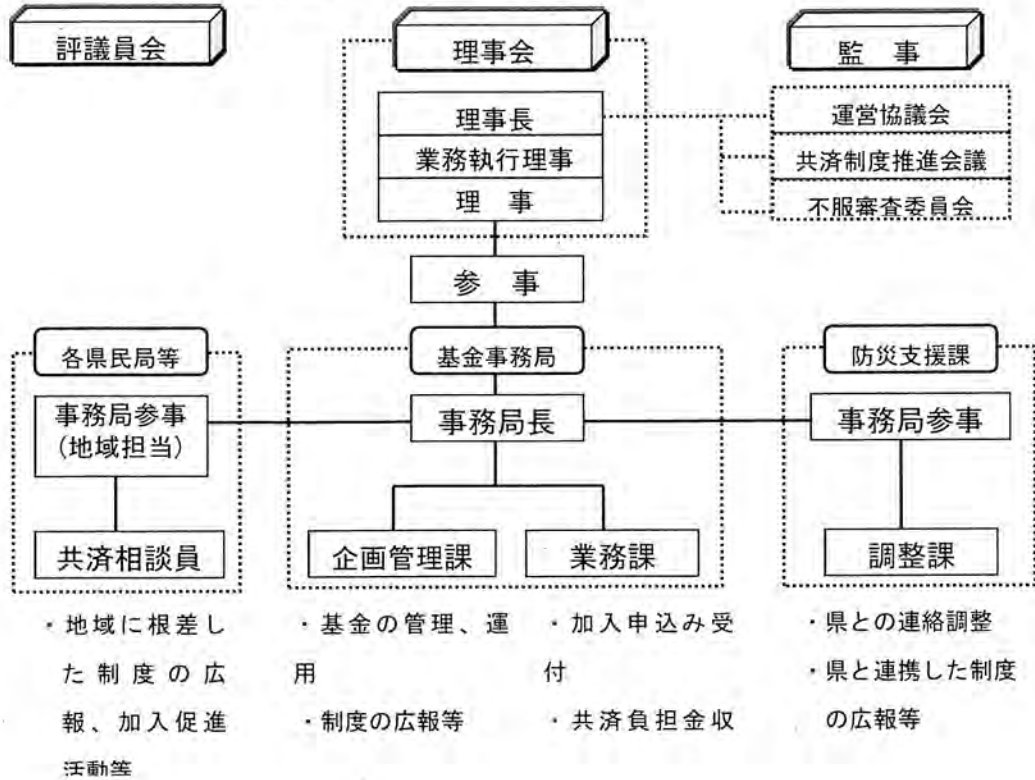 評議員会
理事会
監　事
理事長
業務執行理事
理　事
運営協議会
共済制度推進会議
不服審査委員会
参　事
各県民局等
基金事務局
防災支援課
事務局参事
(地域担当)
事務局長
事務局参事
共済相談員
企画管理課
業務課
調整課
・地域に根差し
た制度の広
報、加入促進
活動等
・基金の管理、運
用
・制度の広報等
・加入申込み受
付
・共済負担金収
・県との連絡調整
・県と連携した制度
の広報等